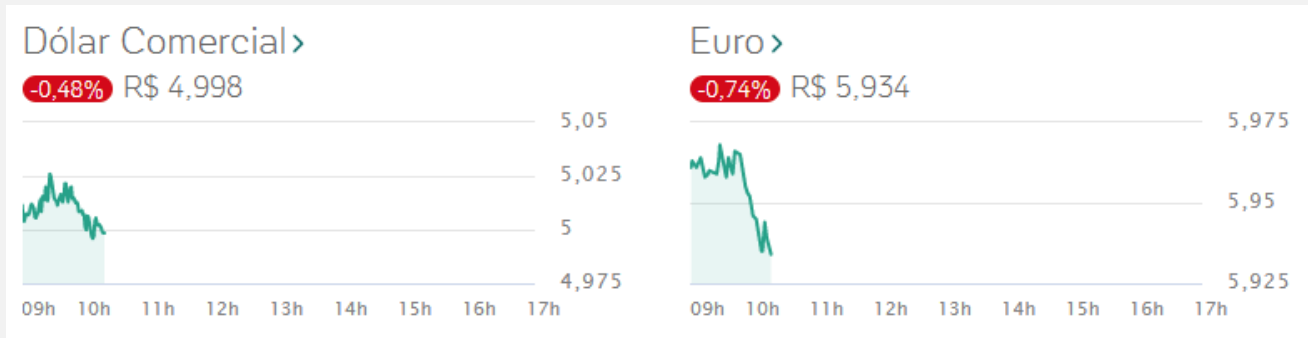 Dólar Comercial>
-0,48% R$ 4,998
5,05
5,025
5
4,975
09h 10h 11h 12h 13h 14h 15h 16h 17h
Euro>
-0,74% R$ 5,934
5,975
5,95
5,925
09h 10h 11h 12h 13h 14h 15h 16h 17h